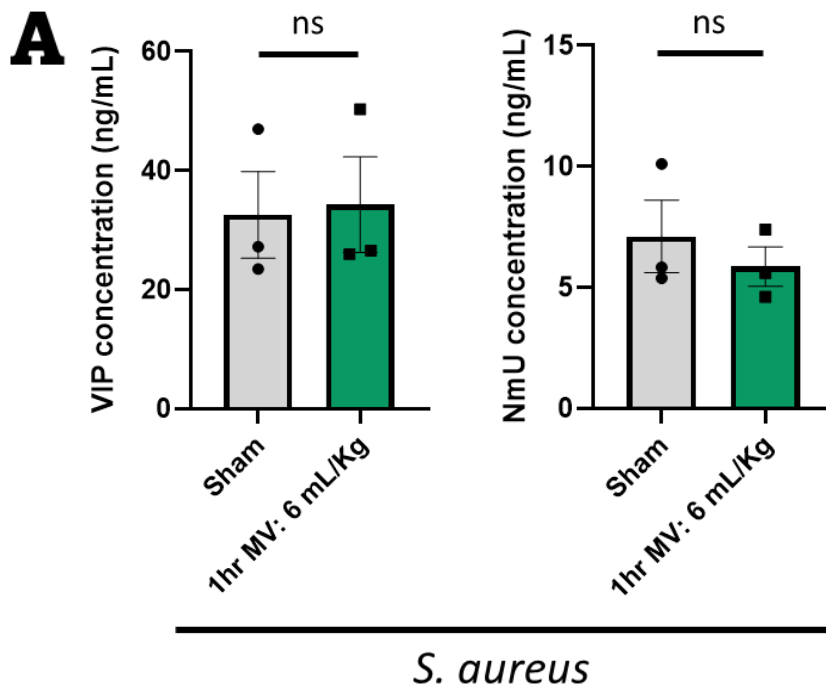 A
VIP concentration (ng/mL)
60
40
20
0
ns
Sham
1hr MV: 6 mL/Kg
NmU concentration (ng/mL)
15
10
5
0
ns
Sham
1hr MV: 6 mL/Kg
S. aureus